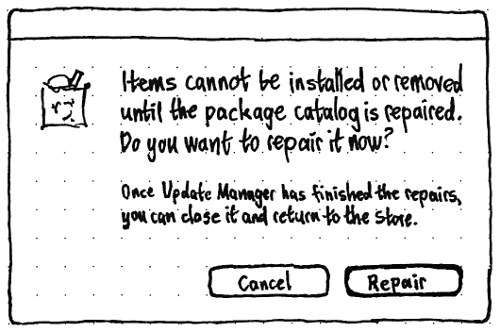 Items cannot be installed or removed
until the package catalog is repaired.
Do you want to repair it now?
Once Update Manager has finished the repairs,
you can close it and return to the Store.
Cancel
Repair